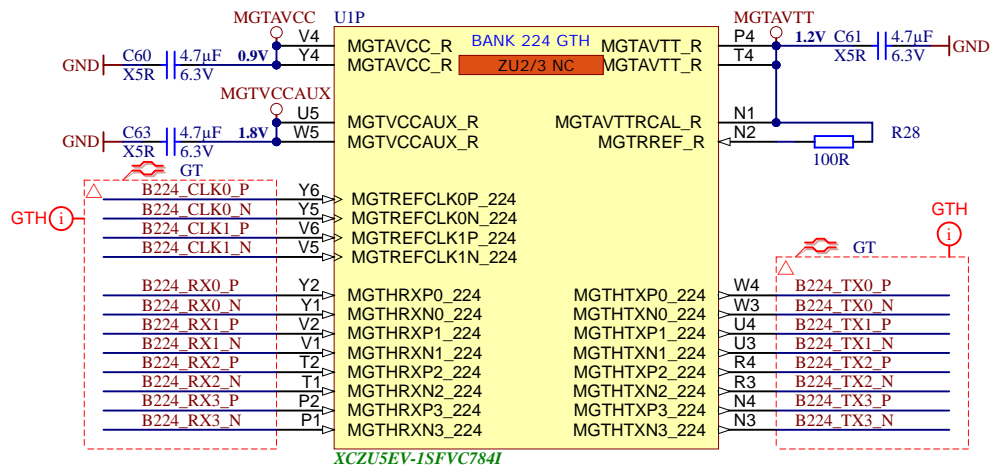 MGTAVCC U1P MGTAVTT
V4 MGTAVCC_R BANK 224 GTH MGTAVTT_R P4 1.2V C61 4.7µF GND
GND C60 4.7µF 0.9V Y4 MGTAVCC_R ZU2/3 NC MGTAVTT_R T4 X5R 6.3V
X5R 6.3V
MGTVCCAUX
U5 MGTVCCAUX_R MGTAVTTRCAL_R N1
GND C63 4.7µF 1.8V W5 MGTVCCAUX_R MGTRREF_R N2 R28
X5R 6.3V 100R
GT
B224_CLK0_P Y6 MGTREFCLK0P_224
GTH i B224_CLK0_N Y5 MGTREFCLK0N_224 GTH
B224_CLK1_P V6 MGTREFCLK1P_224 i
B224_CLK1_N V5 MGTREFCLK1N_224 GT
B224_RX0_P Y2 MGTHRXP0_224 MGTHTXP0_224 W4 B224_TX0_P
B224_RX0_N Y1 MGTHRXN0_224 MGTHTXN0_224 W3 B224_TX0_N
B224_RX1_P V2 MGTHRXP1_224 MGTHTXP1_224 U4 B224_TX1_P
B224_RX1_N V1 MGTHRXN1_224 MGTHTXN1_224 U3 B224_TX1_N
B224_RX2_P T2 MGTHRXP2_224 MGTHTXP2_224 R4 B224_TX2_P
B224_RX2_N T1 MGTHRXN2_224 MGTHTXN2_224 R3 B224_TX2_N
B224_RX3_P P2 MGTHRXP3_224 MGTHTXP3_224 N4 B224_TX3_P
B224_RX3_N P1 MGTHRXN3_224 MGTHTXN3_224 N3 B224_TX3_N
XCZU5EV-1SFVC784I